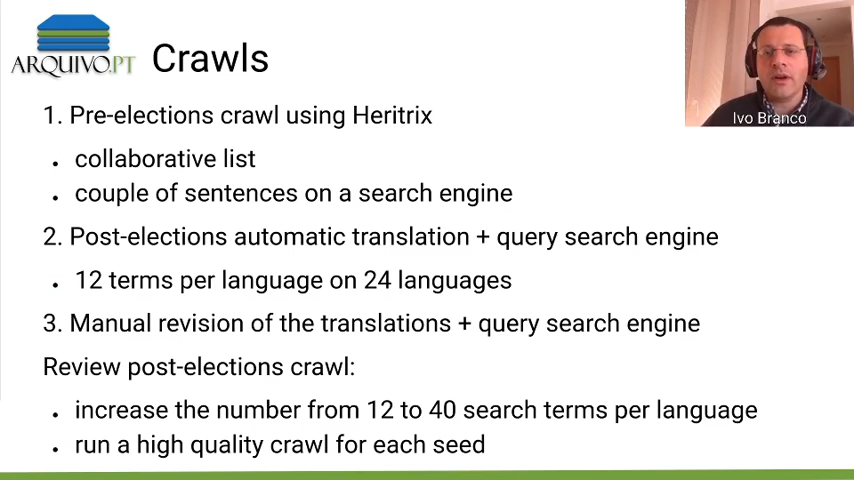 ARQUIVO.PT
Crawls
Ivo Branco
1. Pre-elections crawl using Heritrix
• collaborative list
• couple of sentences on a search engine
2. Post-elections automatic translation + query search engine
• 12 terms per language on 24 languages
3. Manual revision of the translations + query search engine
Review post-elections crawl:
• increase the number from 12 to 40 search terms per language
• run a high quality crawl for each seed